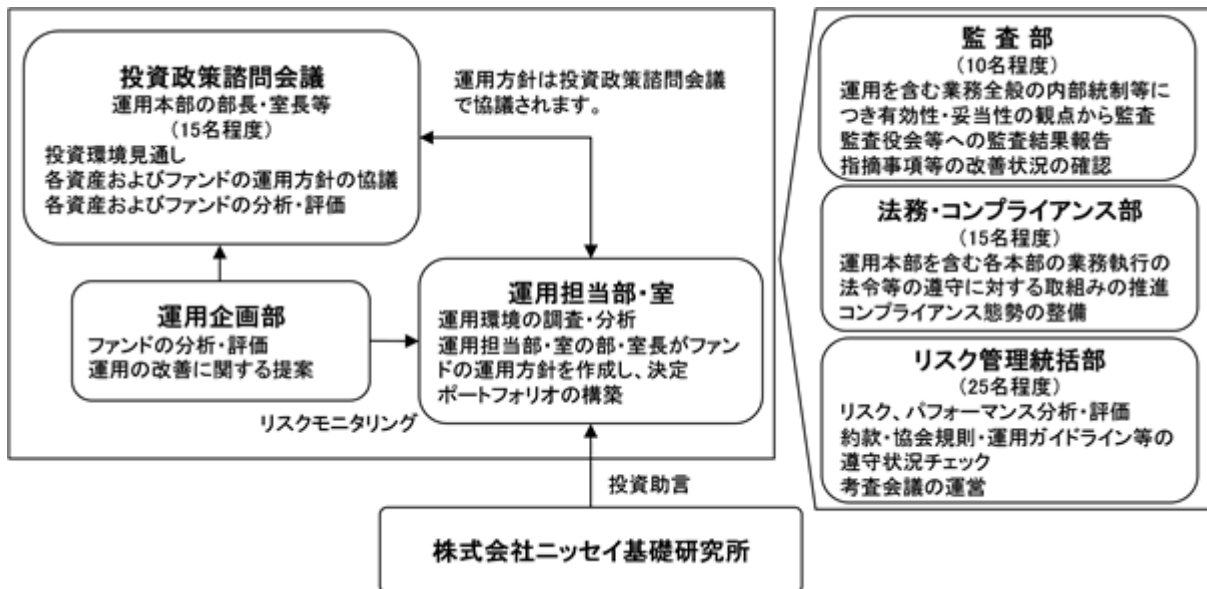 投資政策諮問会議
運用本部の部長・室長等
(15名程度)
投資環境見通し
各資産およびファンドの運用方針の協議
各資産およびファンドの分析・評価
運用方針は投資政策諮問会議
で協議されます。
運用企画部
ファンドの分析・評価
運用の改善に関する提案
リスクモニタリング
運用担当部・室
運用環境の調査・分析
運用担当部・室の部・室長がファン
ドの運用方針を作成し、決定
ポートフォリオの構築
投資助言
株式会社ニッセイ基礎研究所
監 査 部
(10名程度)
運用を含む業務全般の内部統制等に
つき有効性・妥当性の観点から監査
監査役会等への監査結果報告
指摘事項等の改善状況の確認
法務・コンプライアンス部
(15名程度)
運用本部を含む各本部の業務執行の
法令等の遵守に対する取組みの推進
コンプライアンス態勢の整備
リスク管理統括部
(25名程度)
リスク、パフォーマンス分析・評価
約款・協会規則・運用ガイドライン等の
遵守状況チェック
考査会議の運営